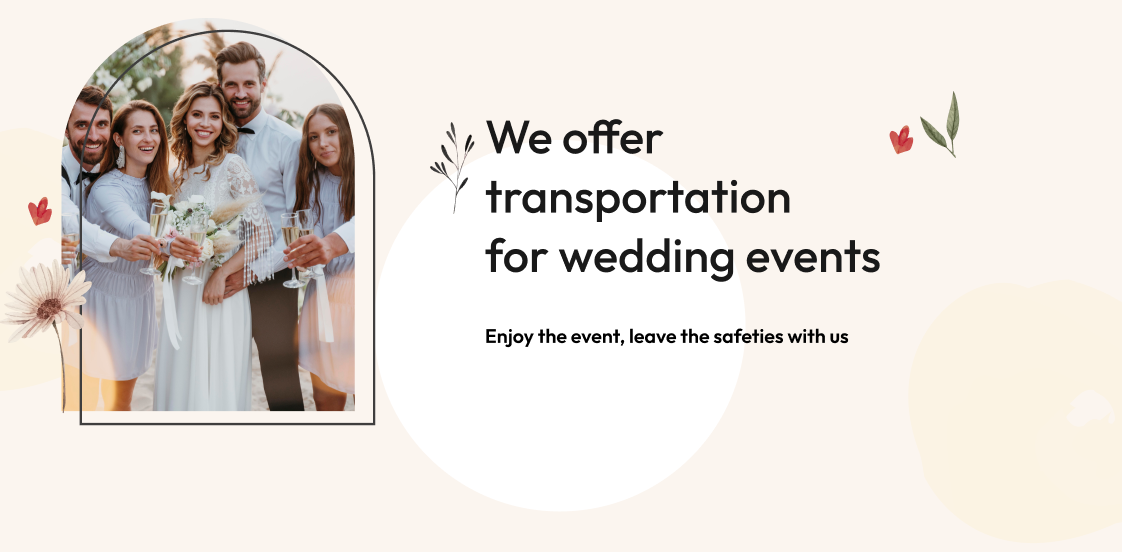 We offer
transportation
for wedding events
Enjoy the event, leave the safeties with us